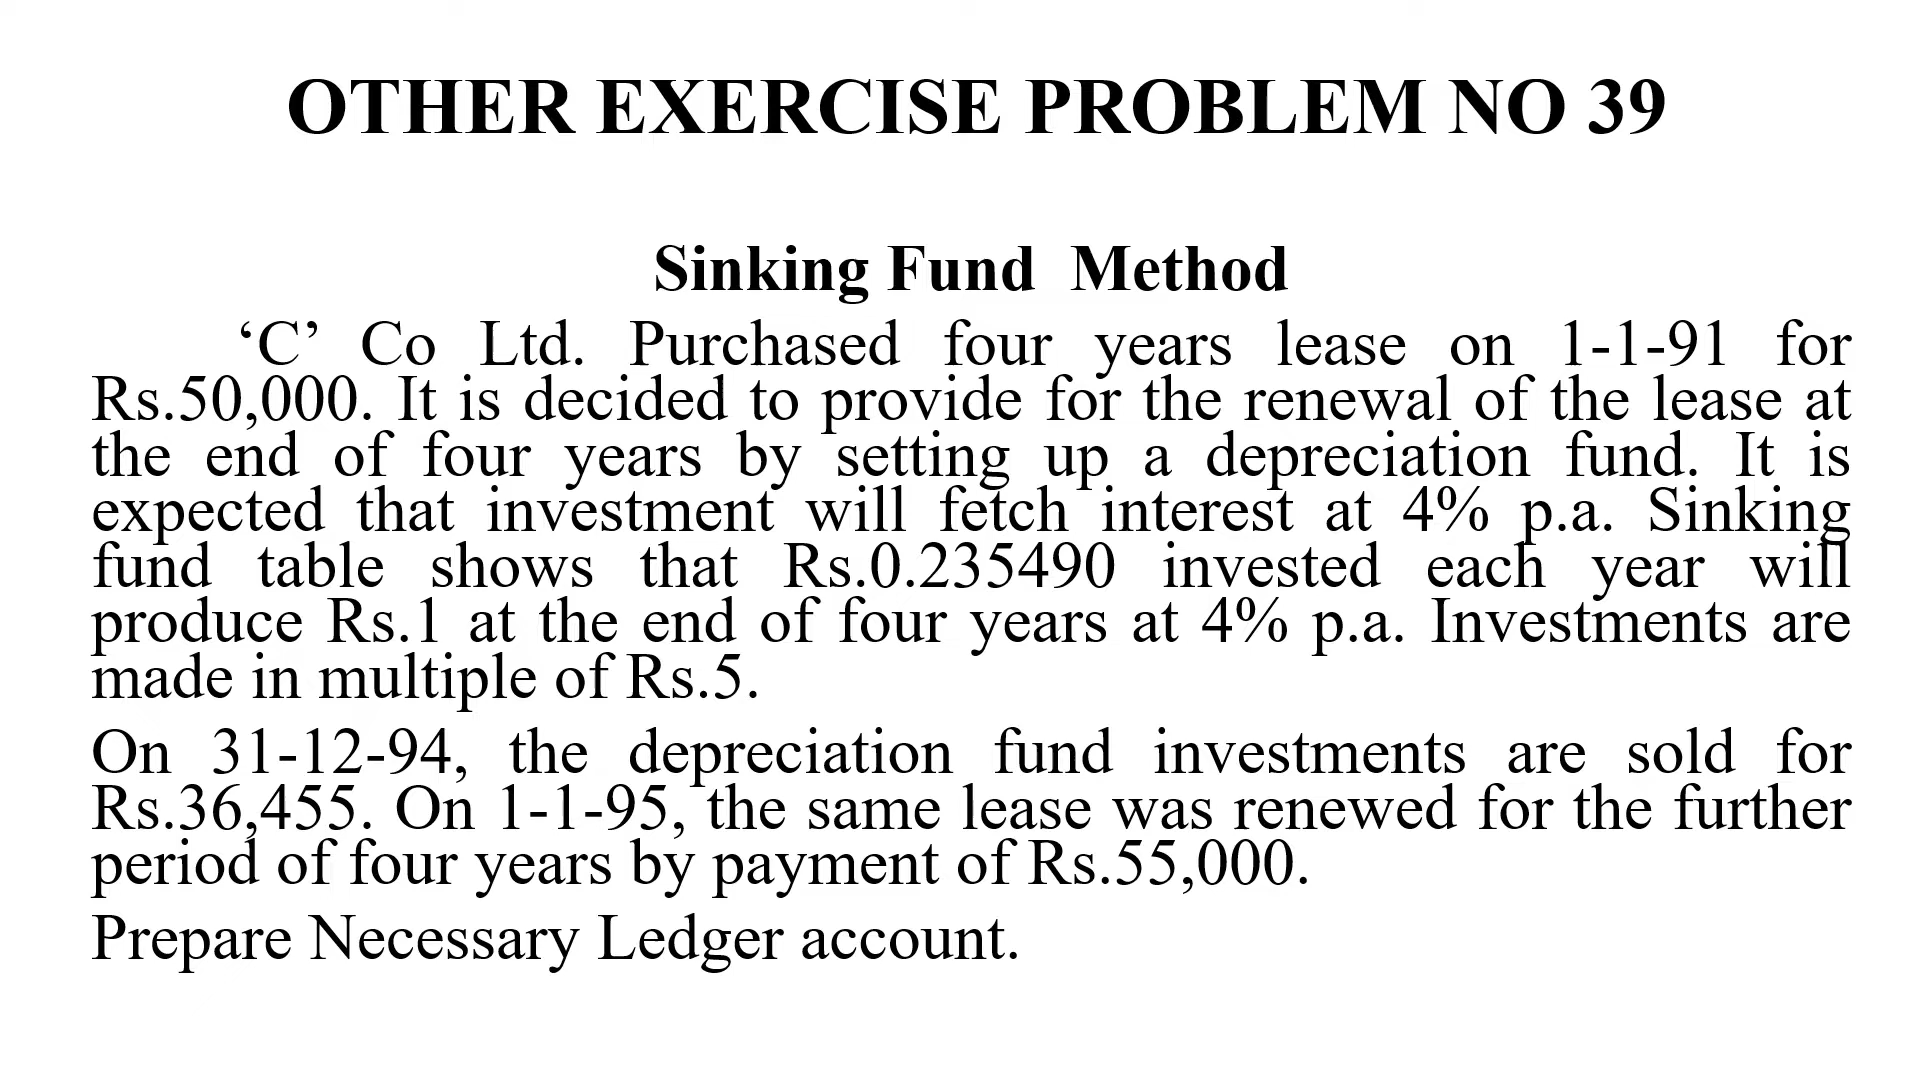 OTHER EXERCISE PROBLEM NO 39
Sinking Fund Method
‘C’ Co Ltd. Purchased four years lease on 1-1-91 for
Rs.50,000. It is decided to provide for the renewal of the lease at
the end of four years by setting up a depreciation fund. It is
expected that investment will fetch interest at 4% p.a. Sinking
fund table shows that Rs.0.235490 invested each year will
produce Rs.1 at the end of four years at 4% p.a. Investments are
made in multiple of Rs.5.
On 31-12-94, the depreciation fund investments are sold for
Rs.36,455. On 1-1-95, the same lease was renewed for the further
period of four years by payment of Rs.55,000.
Prepare Necessary Ledger account.